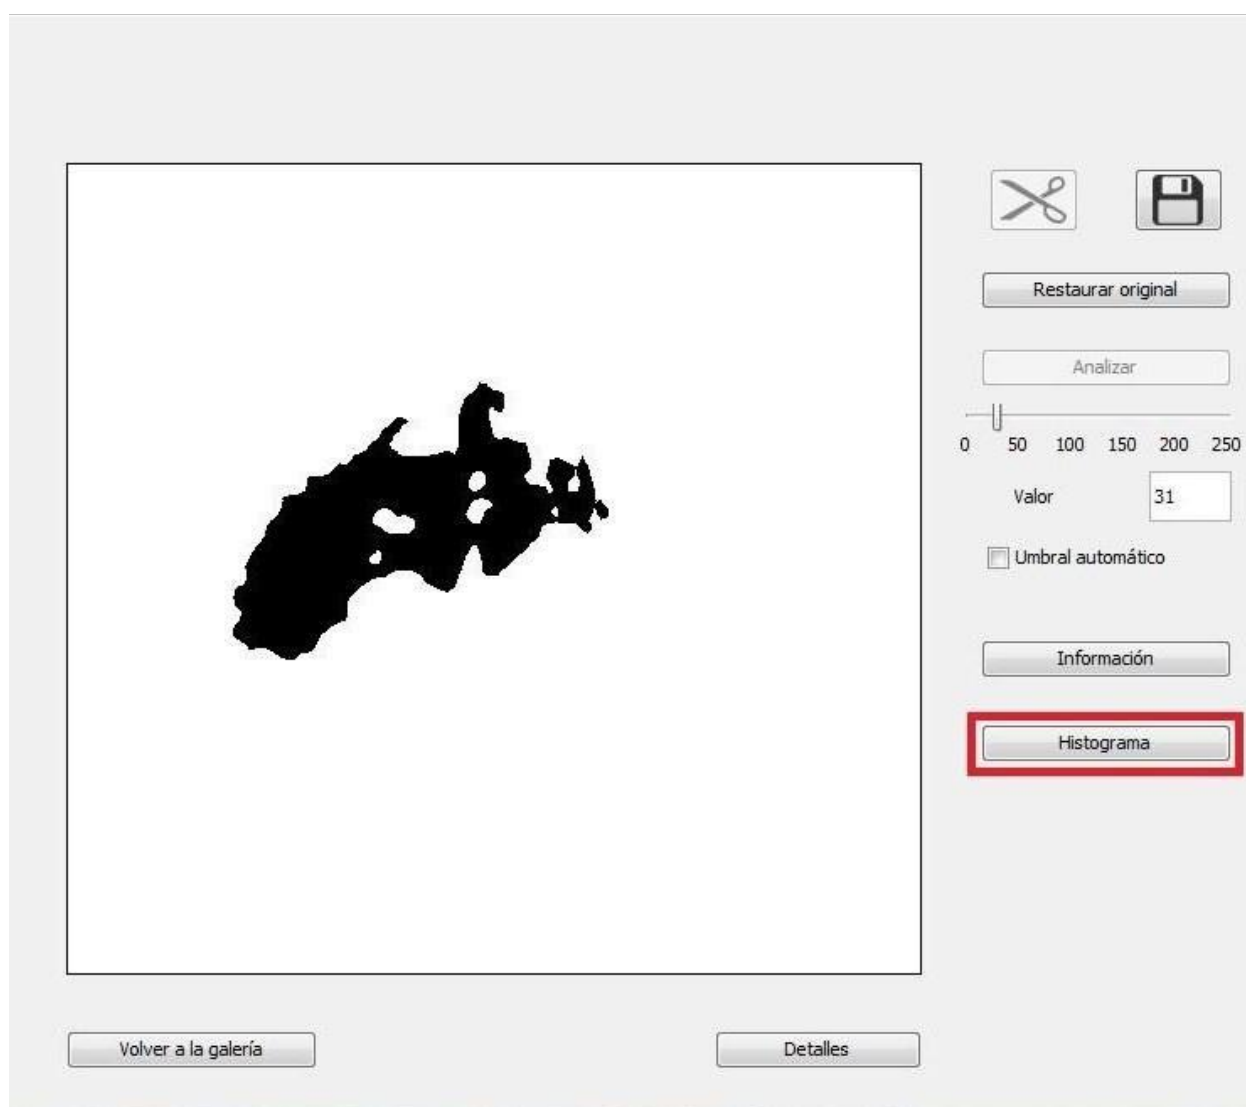 Restaurar original
Analizar
0 50 100 150 200 250
Valor 31
Umbral automático
Información
Histograma
Volver a la galería Detalles